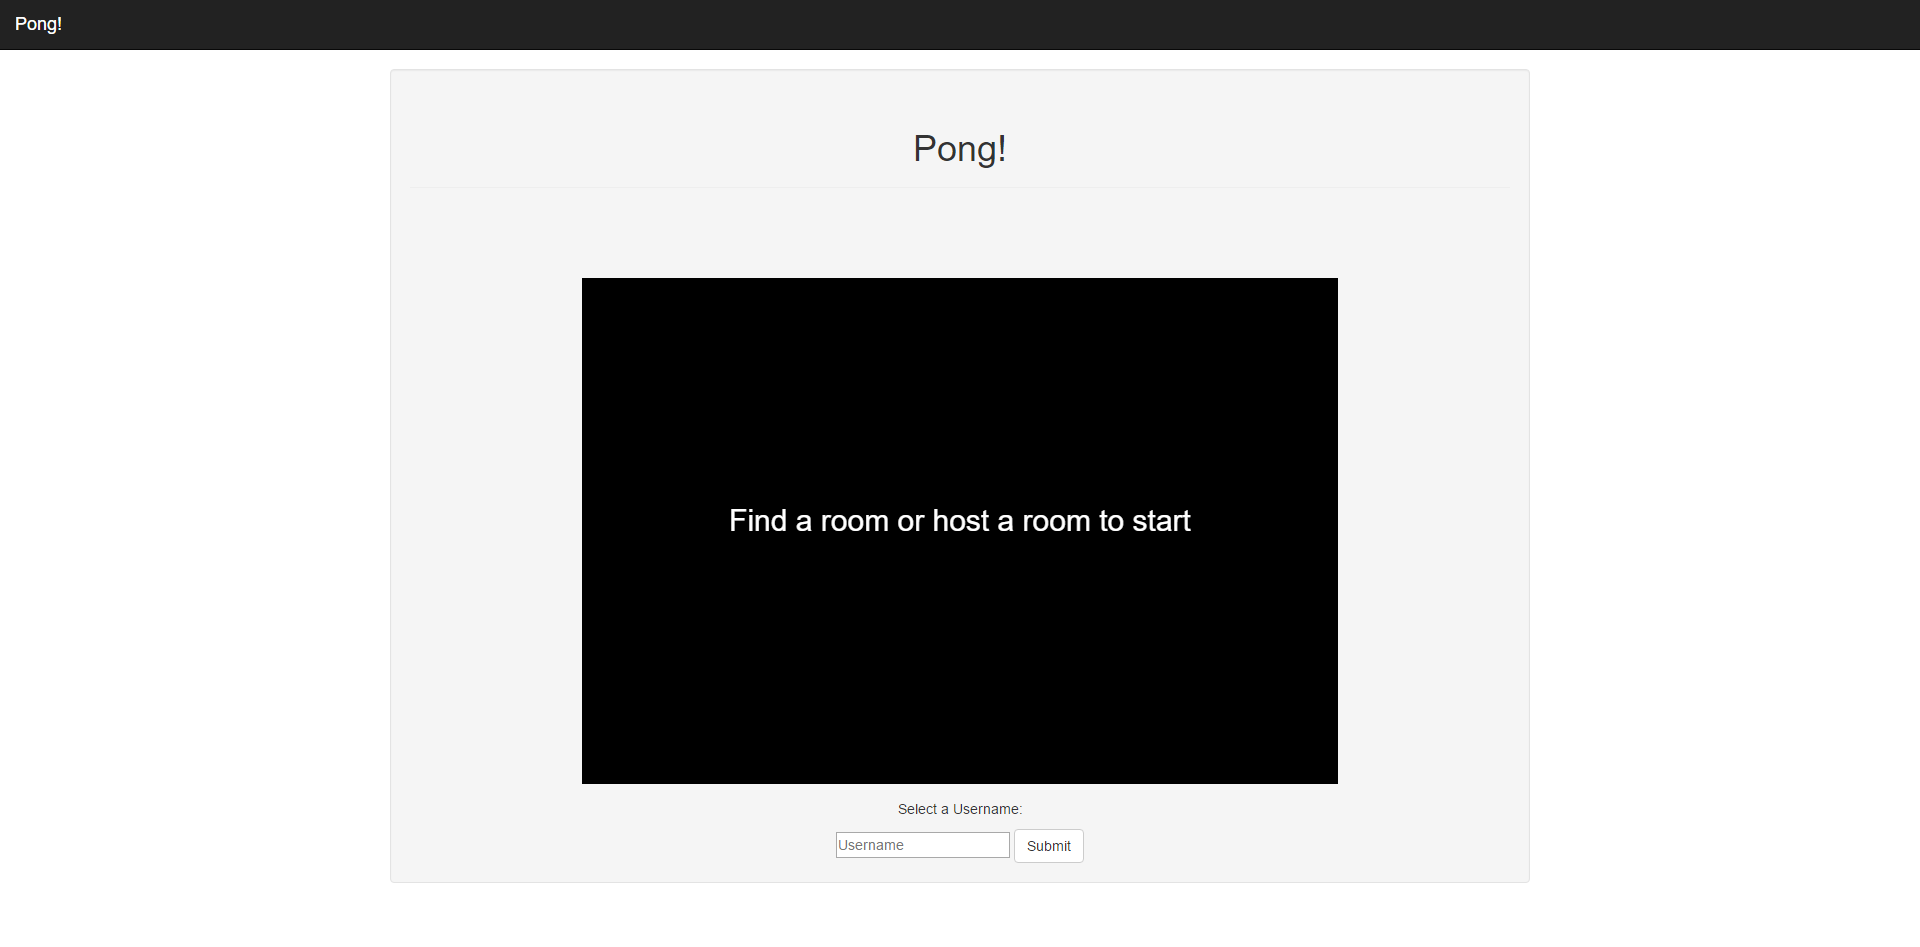 Pong!
Pong!
Find a room or host a room to start
Select a Username:
Username Submit